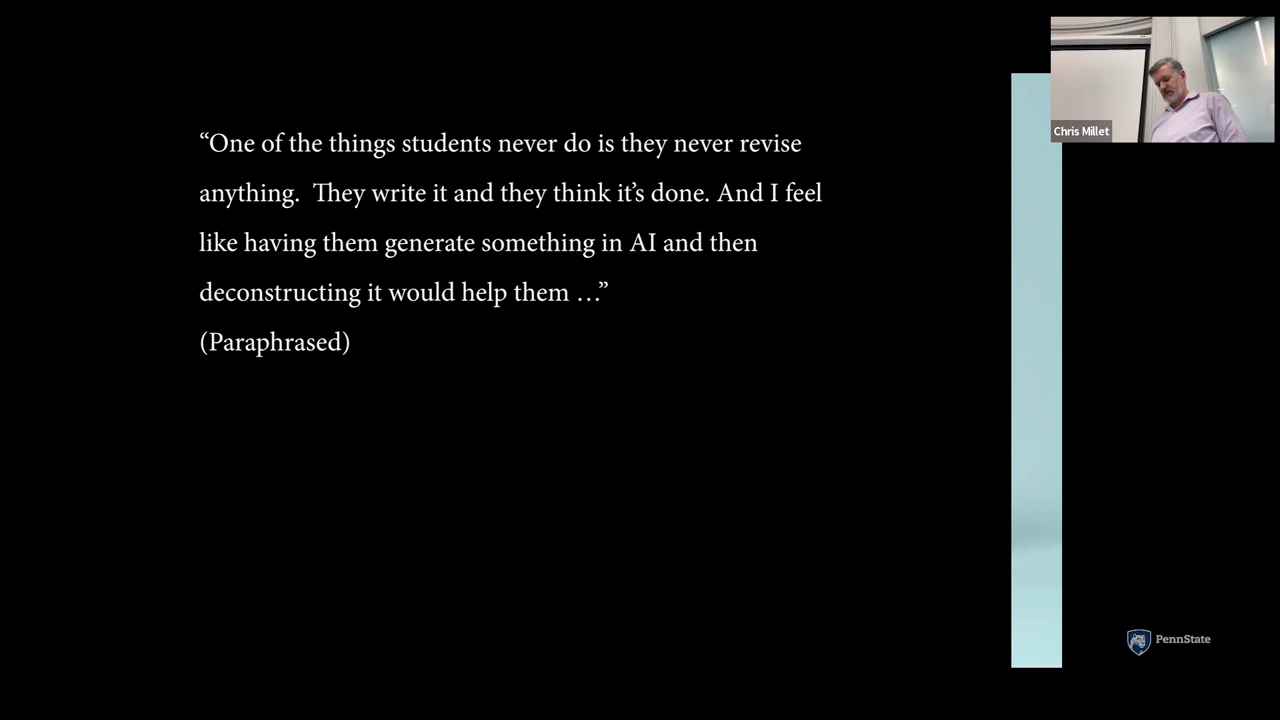 “One of the things students never do is they never revise
anything.  They write it and they think it’s done. And I feel
like having them generate something in AI and then
deconstructing it would help them …”
(Paraphrased)
Chris Millet
PennState